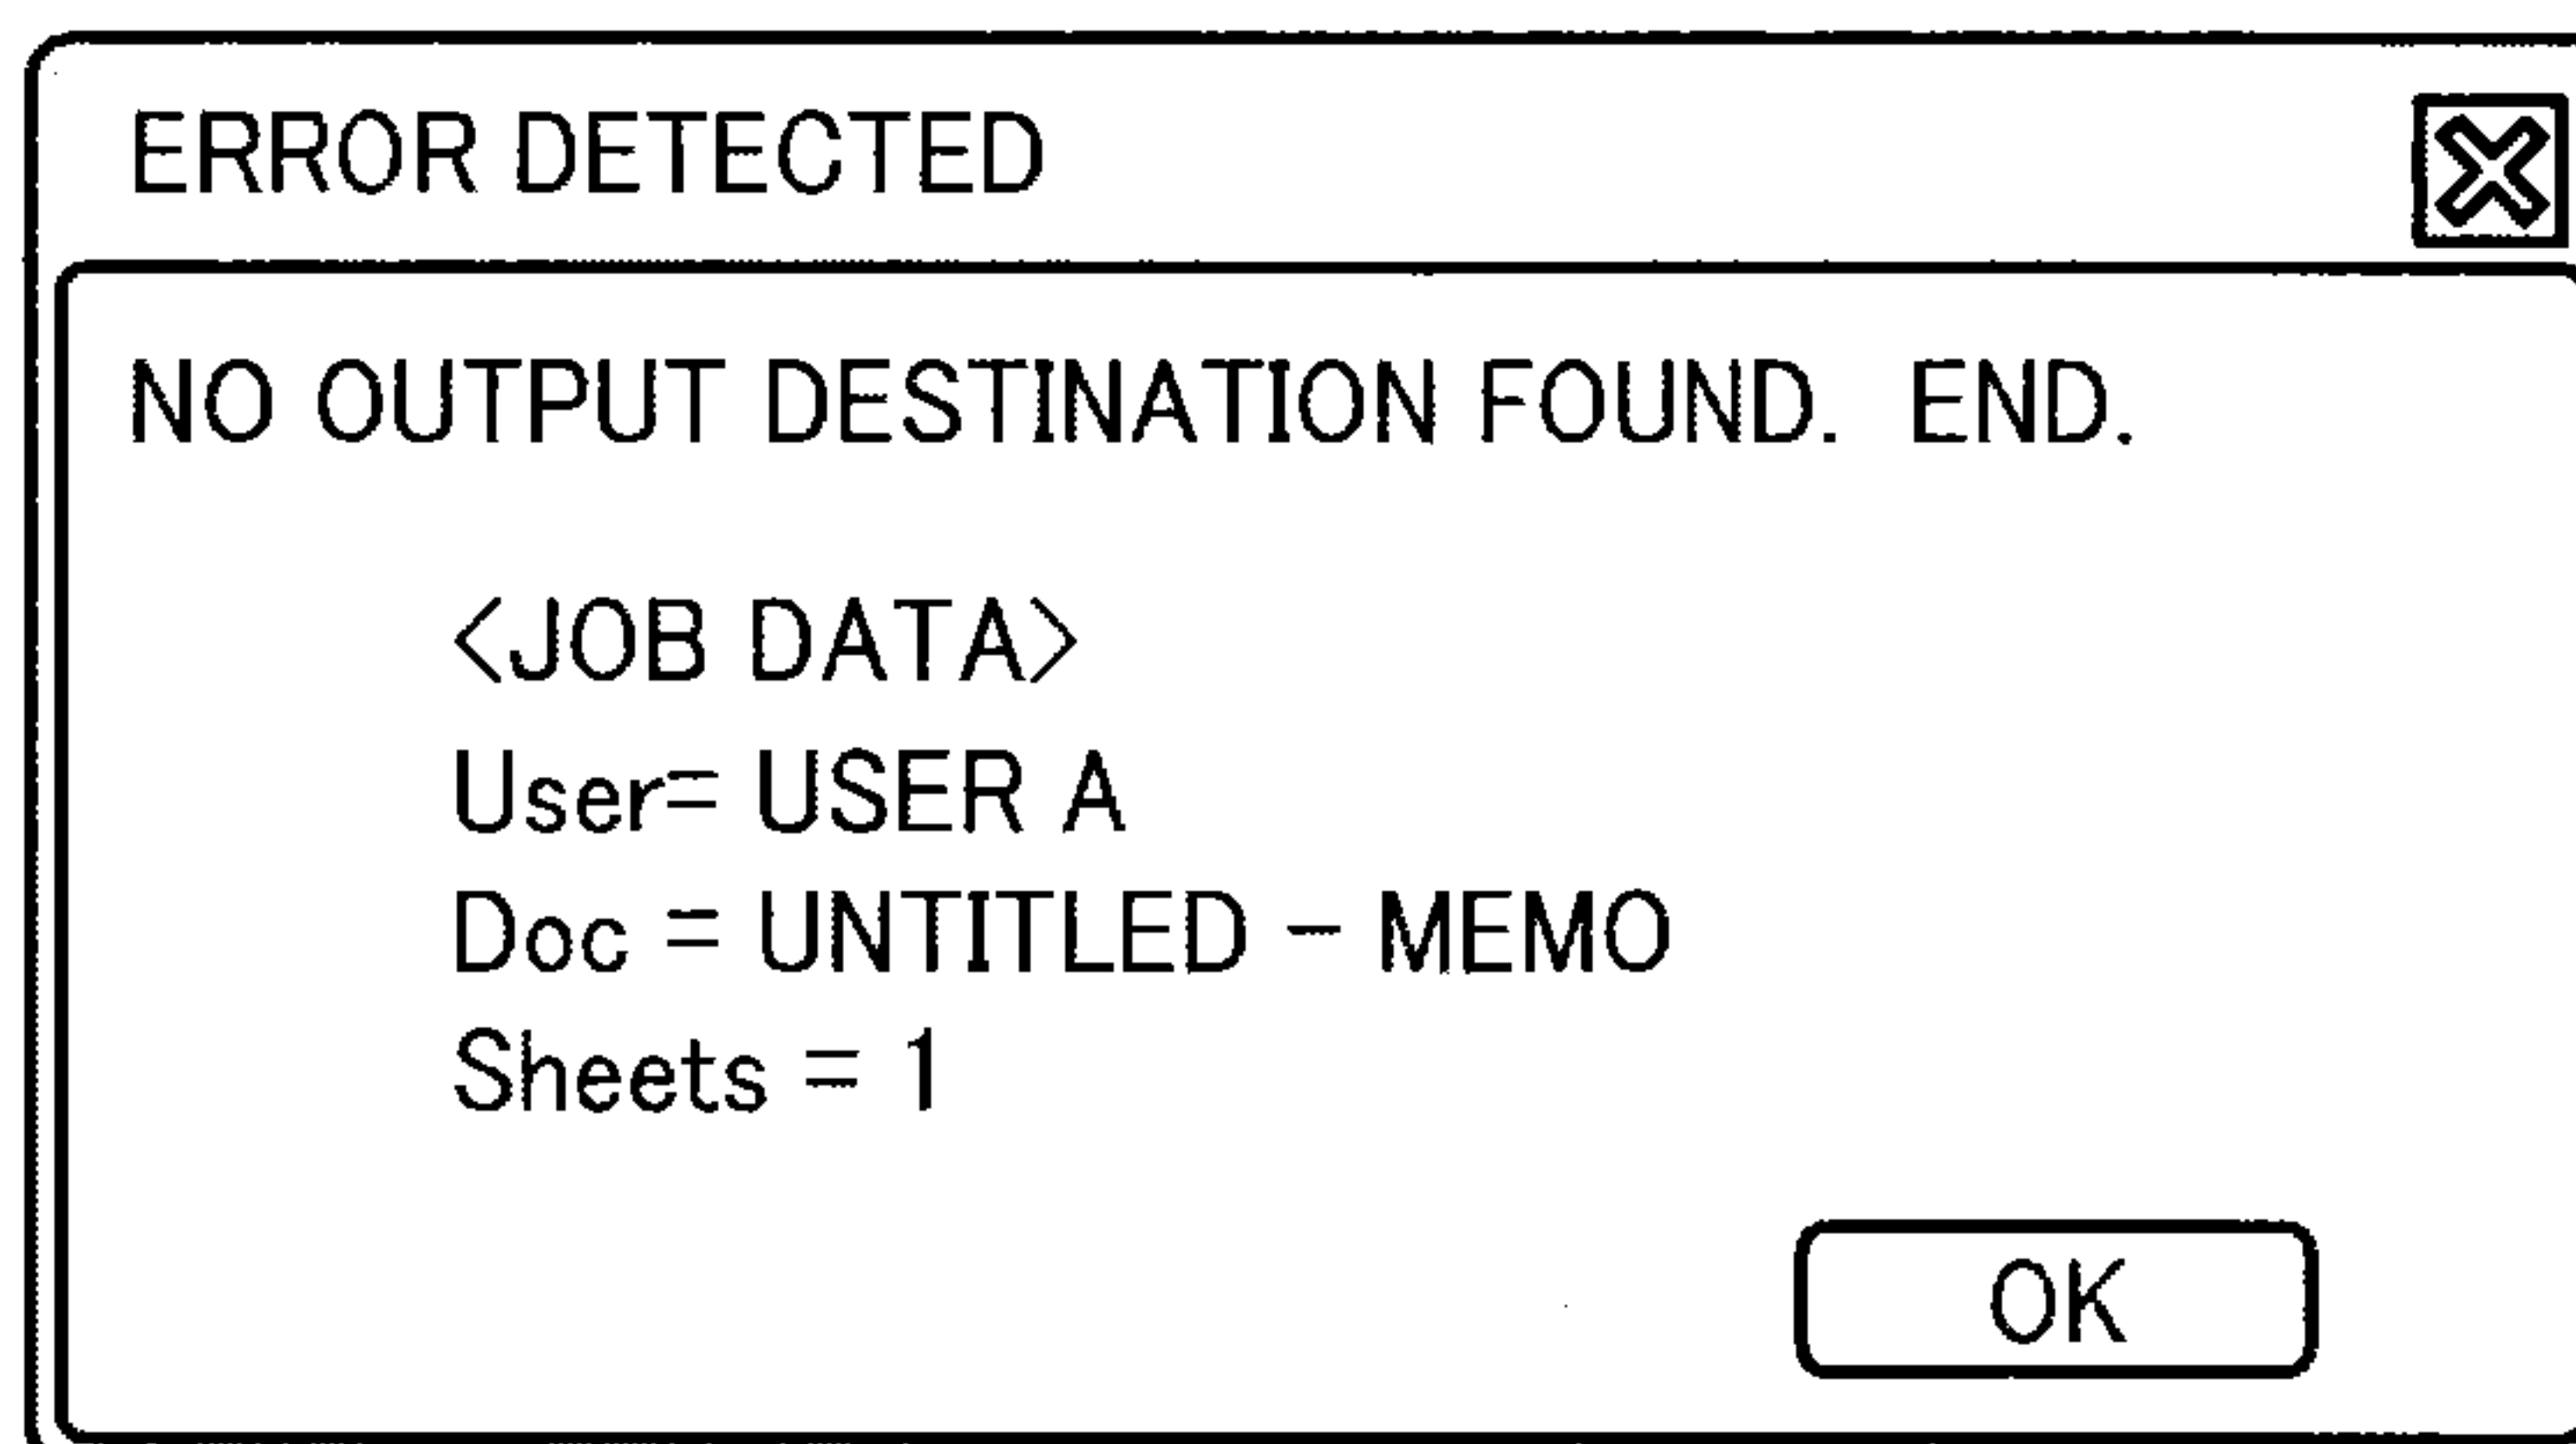 ERROR DETECTED
NO OUTPUT DESTINATION FOUND. END.
<JOB DATA>
User= USER A
Doc = UNTITLED - MEMO
Sheets = 1
OK